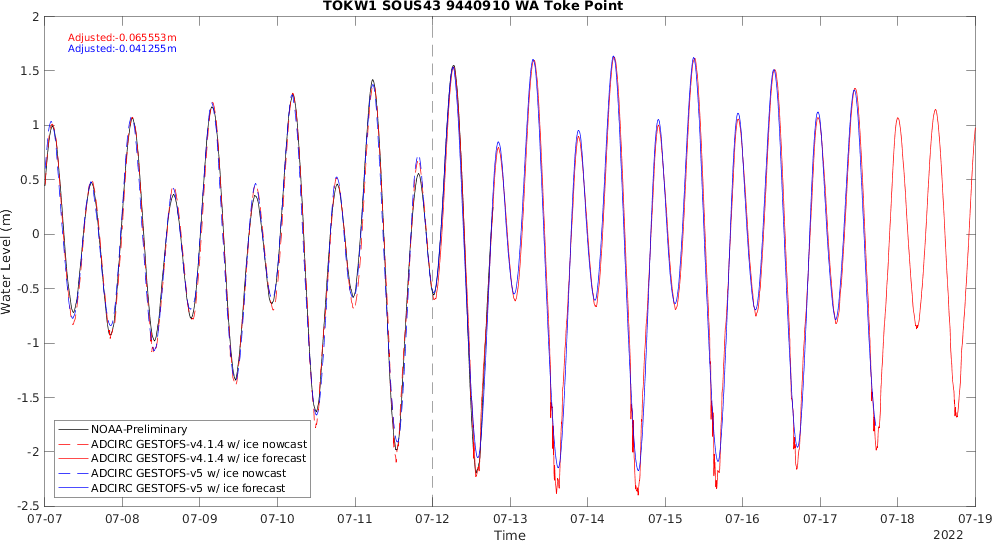 TOKW1 SOUS43 9440910 WA Toke Point
Adjusted:-0.065553m
Adjusted:-0.041255m
2
1.5
1
0.5
0
-0.5
-1
-1.5
-2
-2.5
Water Level (m)
NOAA-Preliminary
ADCIRC GESTOFS-v4.1.4 w/ ice nowcast
ADCIRC GESTOFS-v4.1.4 w/ ice forecast
ADCIRC GESTOFS-v5 w/ ice nowcast
ADCIRC GESTOFS-v5 w/ ice forecast
07-07 07-08 07-09 07-10 07-11 07-12 07-13 07-14 07-15 07-16 07-17 07-18 07-19
Time
2022